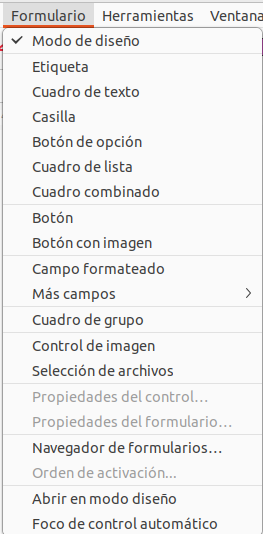 Formulario Herramientas Ventana
Modo de diseño
Etiqueta
Cuadro de texto
Casilla
Botón de opción
Cuadro de lista
Cuadro combinado
Botón
Botón con imagen
Campo formateado
Más campos
Cuadro de grupo
Control de imagen
Selección de archivos
Propiedades del control...
Propiedades del formulario...
Navegador de formularios...
Orden de activación...
Abrir en modo diseño
Foco de control automático